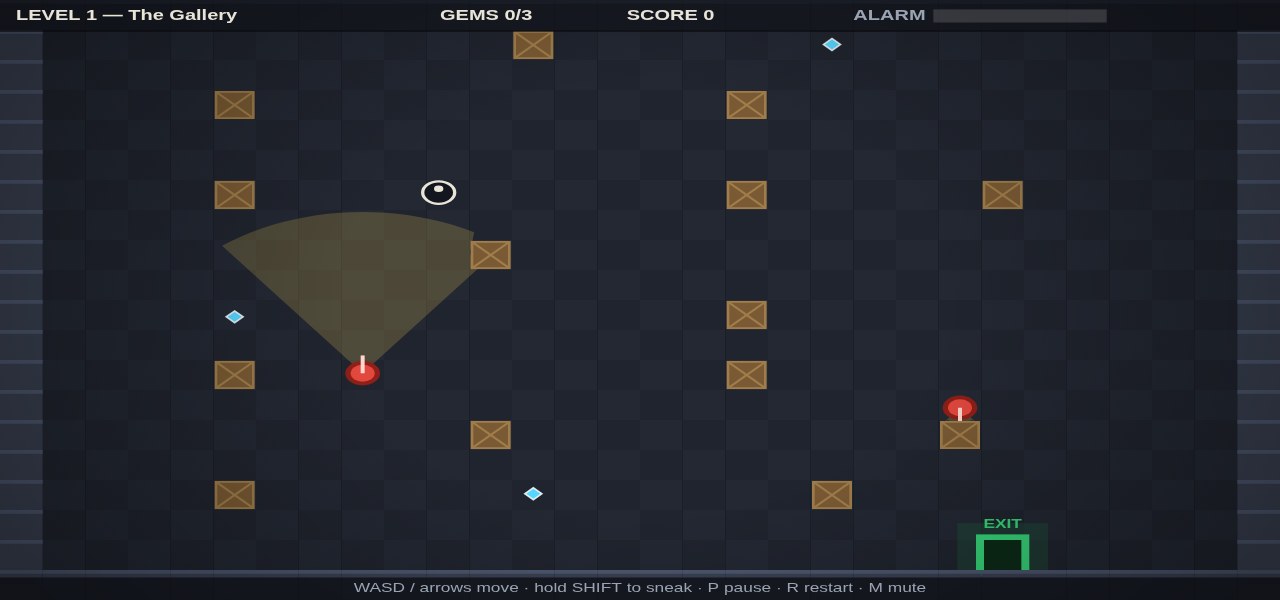 LEVEL 1 — The Gallery
GEMS 0/3
SCORE 0
ALARM
EXIT
WASD / arrows move · hold SHIFT to sneak · P pause · R restart · M mute